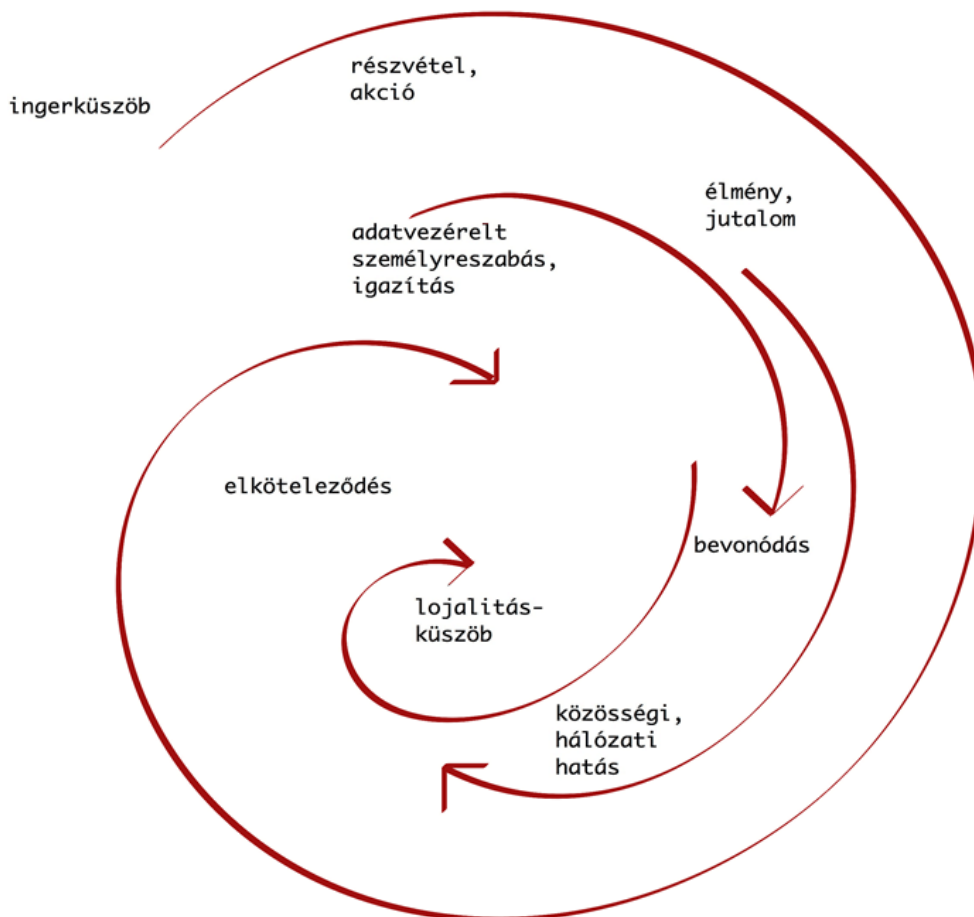 ingerküszöb
részvétel,
akció
élmény,
jutalom
adatvezérelt
személyreszabás,
igazítás
elköteleződés
bevonódás
lojalitás-
küszöb
közösségi,
hálózati
hatás